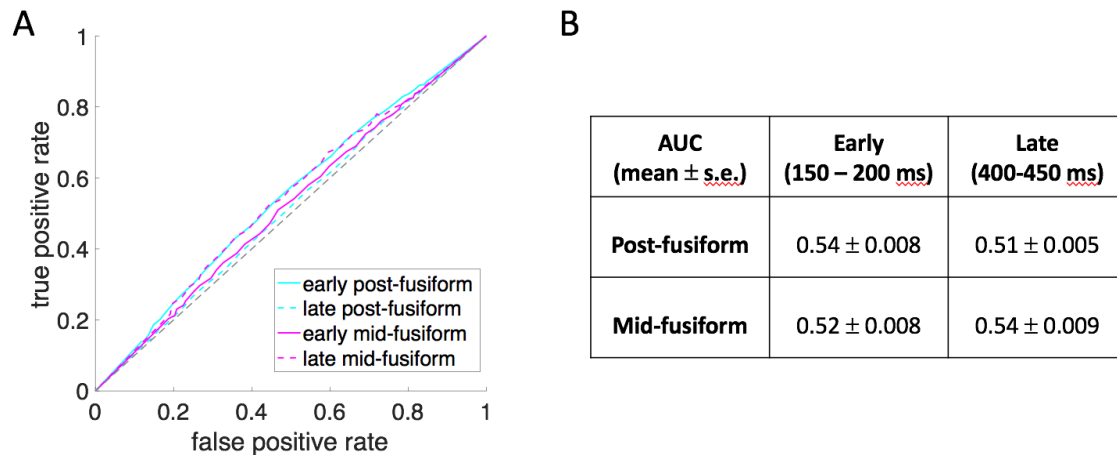 A
1
0.8
0.6
0.4
0.2
0
true positive rate
early post-fusiform
late post-fusiform
early mid-fusiform
late mid-fusiform
0 0.2 0.4 0.6 0.8 1
false positive rate
B
AUC Early Late
(mean ± s.e.) (150 – 200 ms) (400-450 ms)
Post-fusiform 0.54 ± 0.008 0.51 ± 0.005
Mid-fusiform 0.52 ± 0.008 0.54 ± 0.009